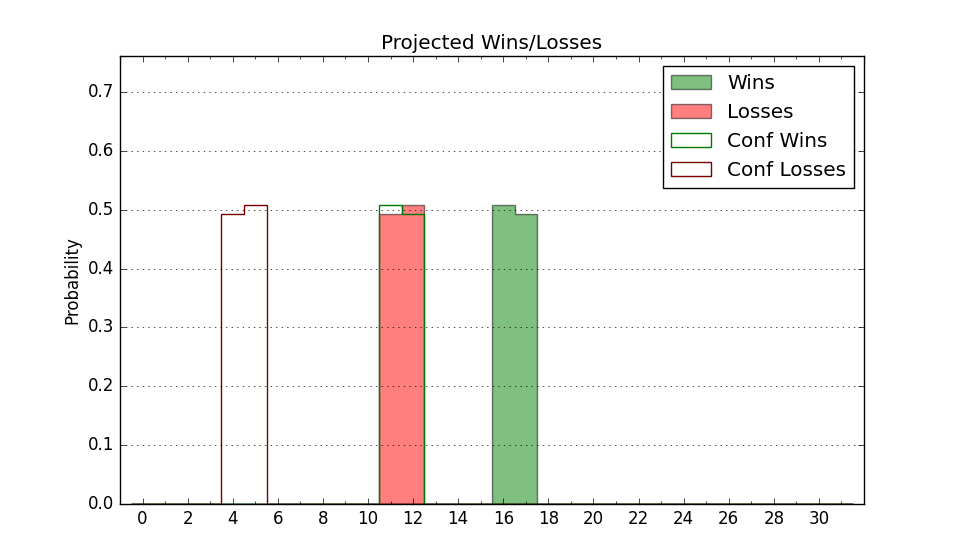 Projected Wins/Losses
Wins
Losses
Conf Wins
Conf Losses
Probability
0.7
0.6
0.5
0.4
0.3
0.2
0.1
0.0
0 2 4 6 8 10 12 14 16 18 20 22 24 26 28 30